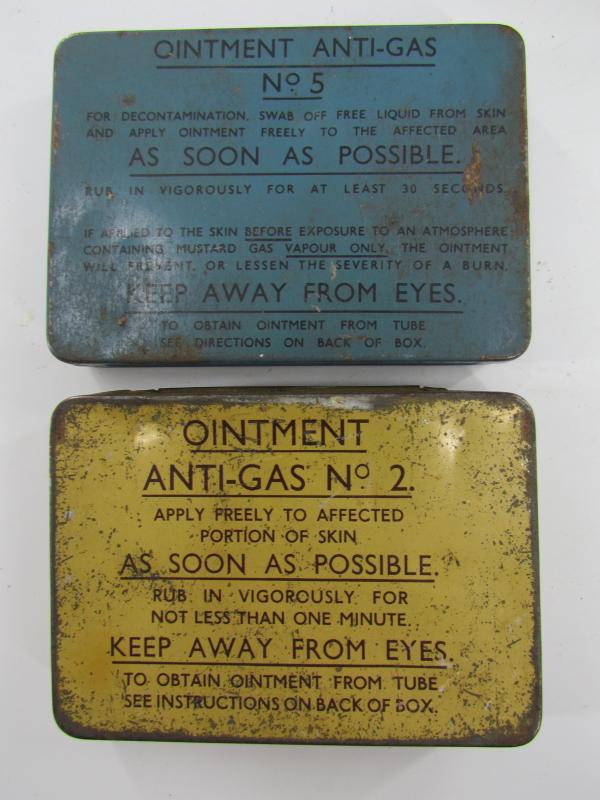 OINTMENT ANTI-GAS
Nº 5
FOR DECONTAMINATION, SWAB OFF FREE LIQUID FROM SKIN
AND APPLY OINTMENT FREELY TO THE AFFECTED AREA
AS SOON AS POSSIBLE.
RUB IN VIGOROUSLY FOR AT LEAST 30 SECONDS.
IF APPLIED TO THE SKIN BEFORE EXPOSURE TO AN ATMOSPHERE
CONTAINING MUSTARD GAS VAPOUR ONLY, THE OINTMENT
WILL PREVENT, OR LESSEN THE SEVERITY OF A BURN.
KEEP AWAY FROM EYES.
TO OBTAIN OINTMENT FROM TUBE
SEE DIRECTIONS ON BACK OF BOX.
OINTMENT
ANTI-GAS Nº 2.
APPLY FREELY TO AFFECTED
PORTION OF SKIN
AS SOON AS POSSIBLE.
RUB IN VIGOROUSLY FOR
NOT LESS THAN ONE MINUTE.
KEEP AWAY FROM EYES.
TO OBTAIN OINTMENT FROM TUBE
SEE INSTRUCTIONS ON BACK OF BOX.